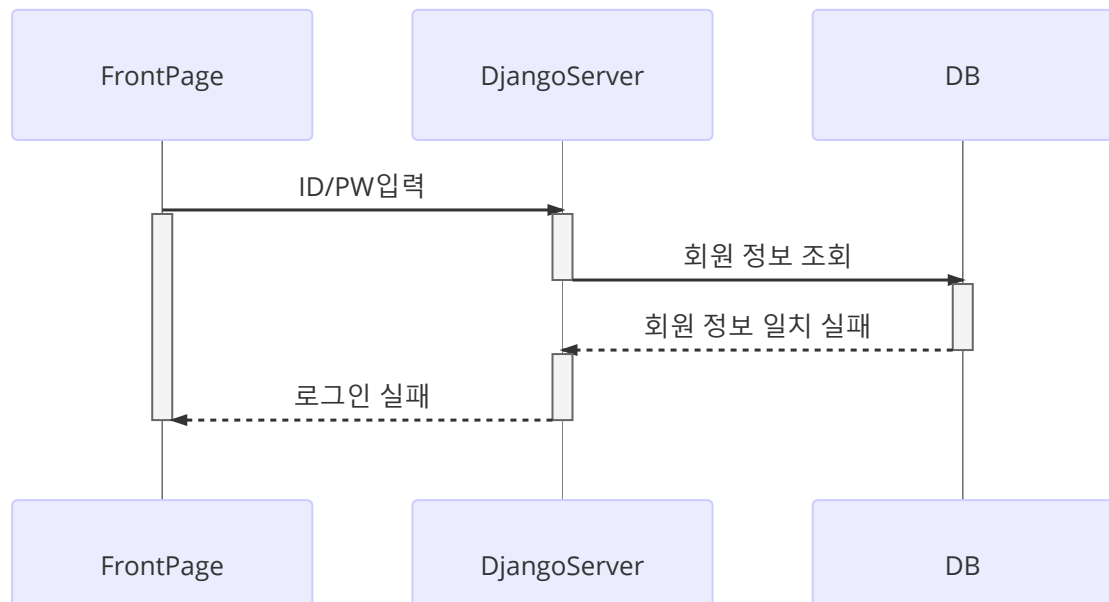 FrontPage
DjangoServer
DB
ID/PW입력
회원 정보 조회
회원 정보 일치 실패
로그인 실패
FrontPage
DjangoServer
DB